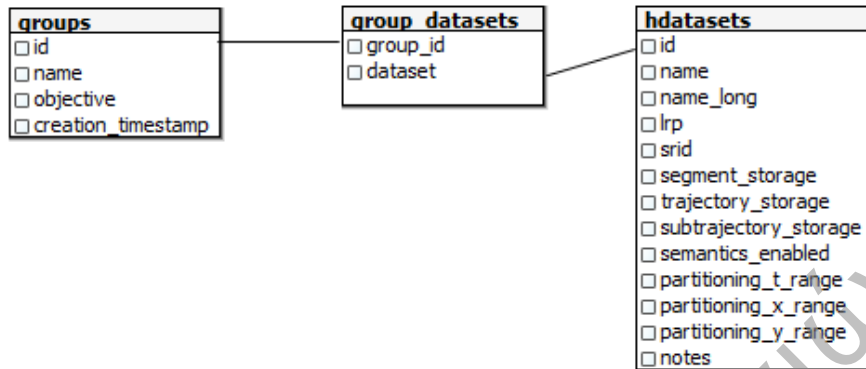 groups
id
name
objective
creation_timestamp
group_datasets
group_id
dataset
hdatasets
id
name
name_long
lrp
srid
segment_storage
trajectory_storage
subtrajectory_storage
semantics_enabled
partitioning_t_range
partitioning_x_range
partitioning_y_range
notes